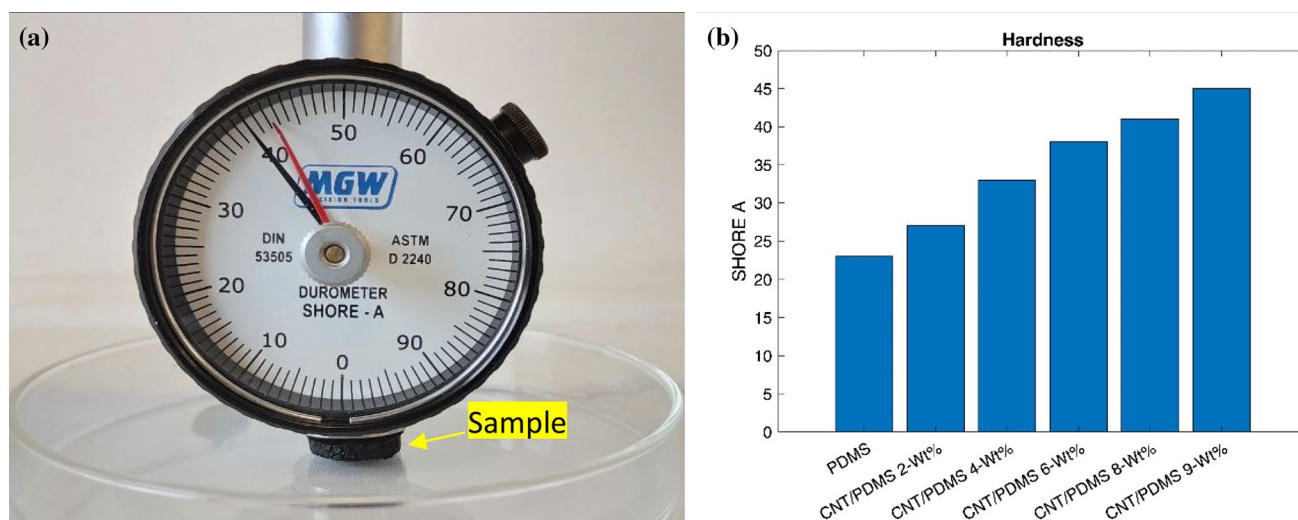 (a)
50
40
60
MGW
30
70
DIN
53505
ASTM
D 2240
DUROMETER
SHORE - A
20
80
10
90
0
Sample
(b)
Hardness
SHORE A
50
45
40
35
30
25
20
15
10
5
0
PDMS
CNT/PDMS 2-Wt%
CNT/PDMS 4-Wt%
CNT/PDMS 6-Wt%
CNT/PDMS 8-Wt%
CNT/PDMS 9-Wt%